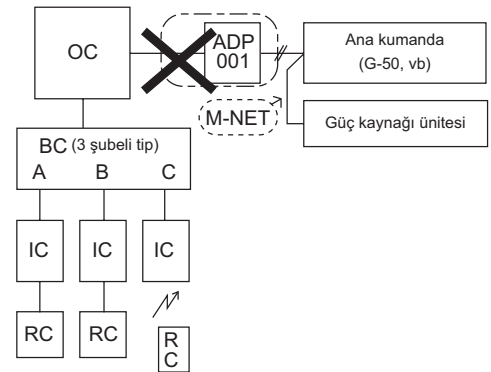 OC
ADP
001
Ana kumanda
(G-50, vb)
M-NET
Güç kaynağı ünitesi
BC (3 şubeli tip)
A B C
IC IC IC
RC RC R
C